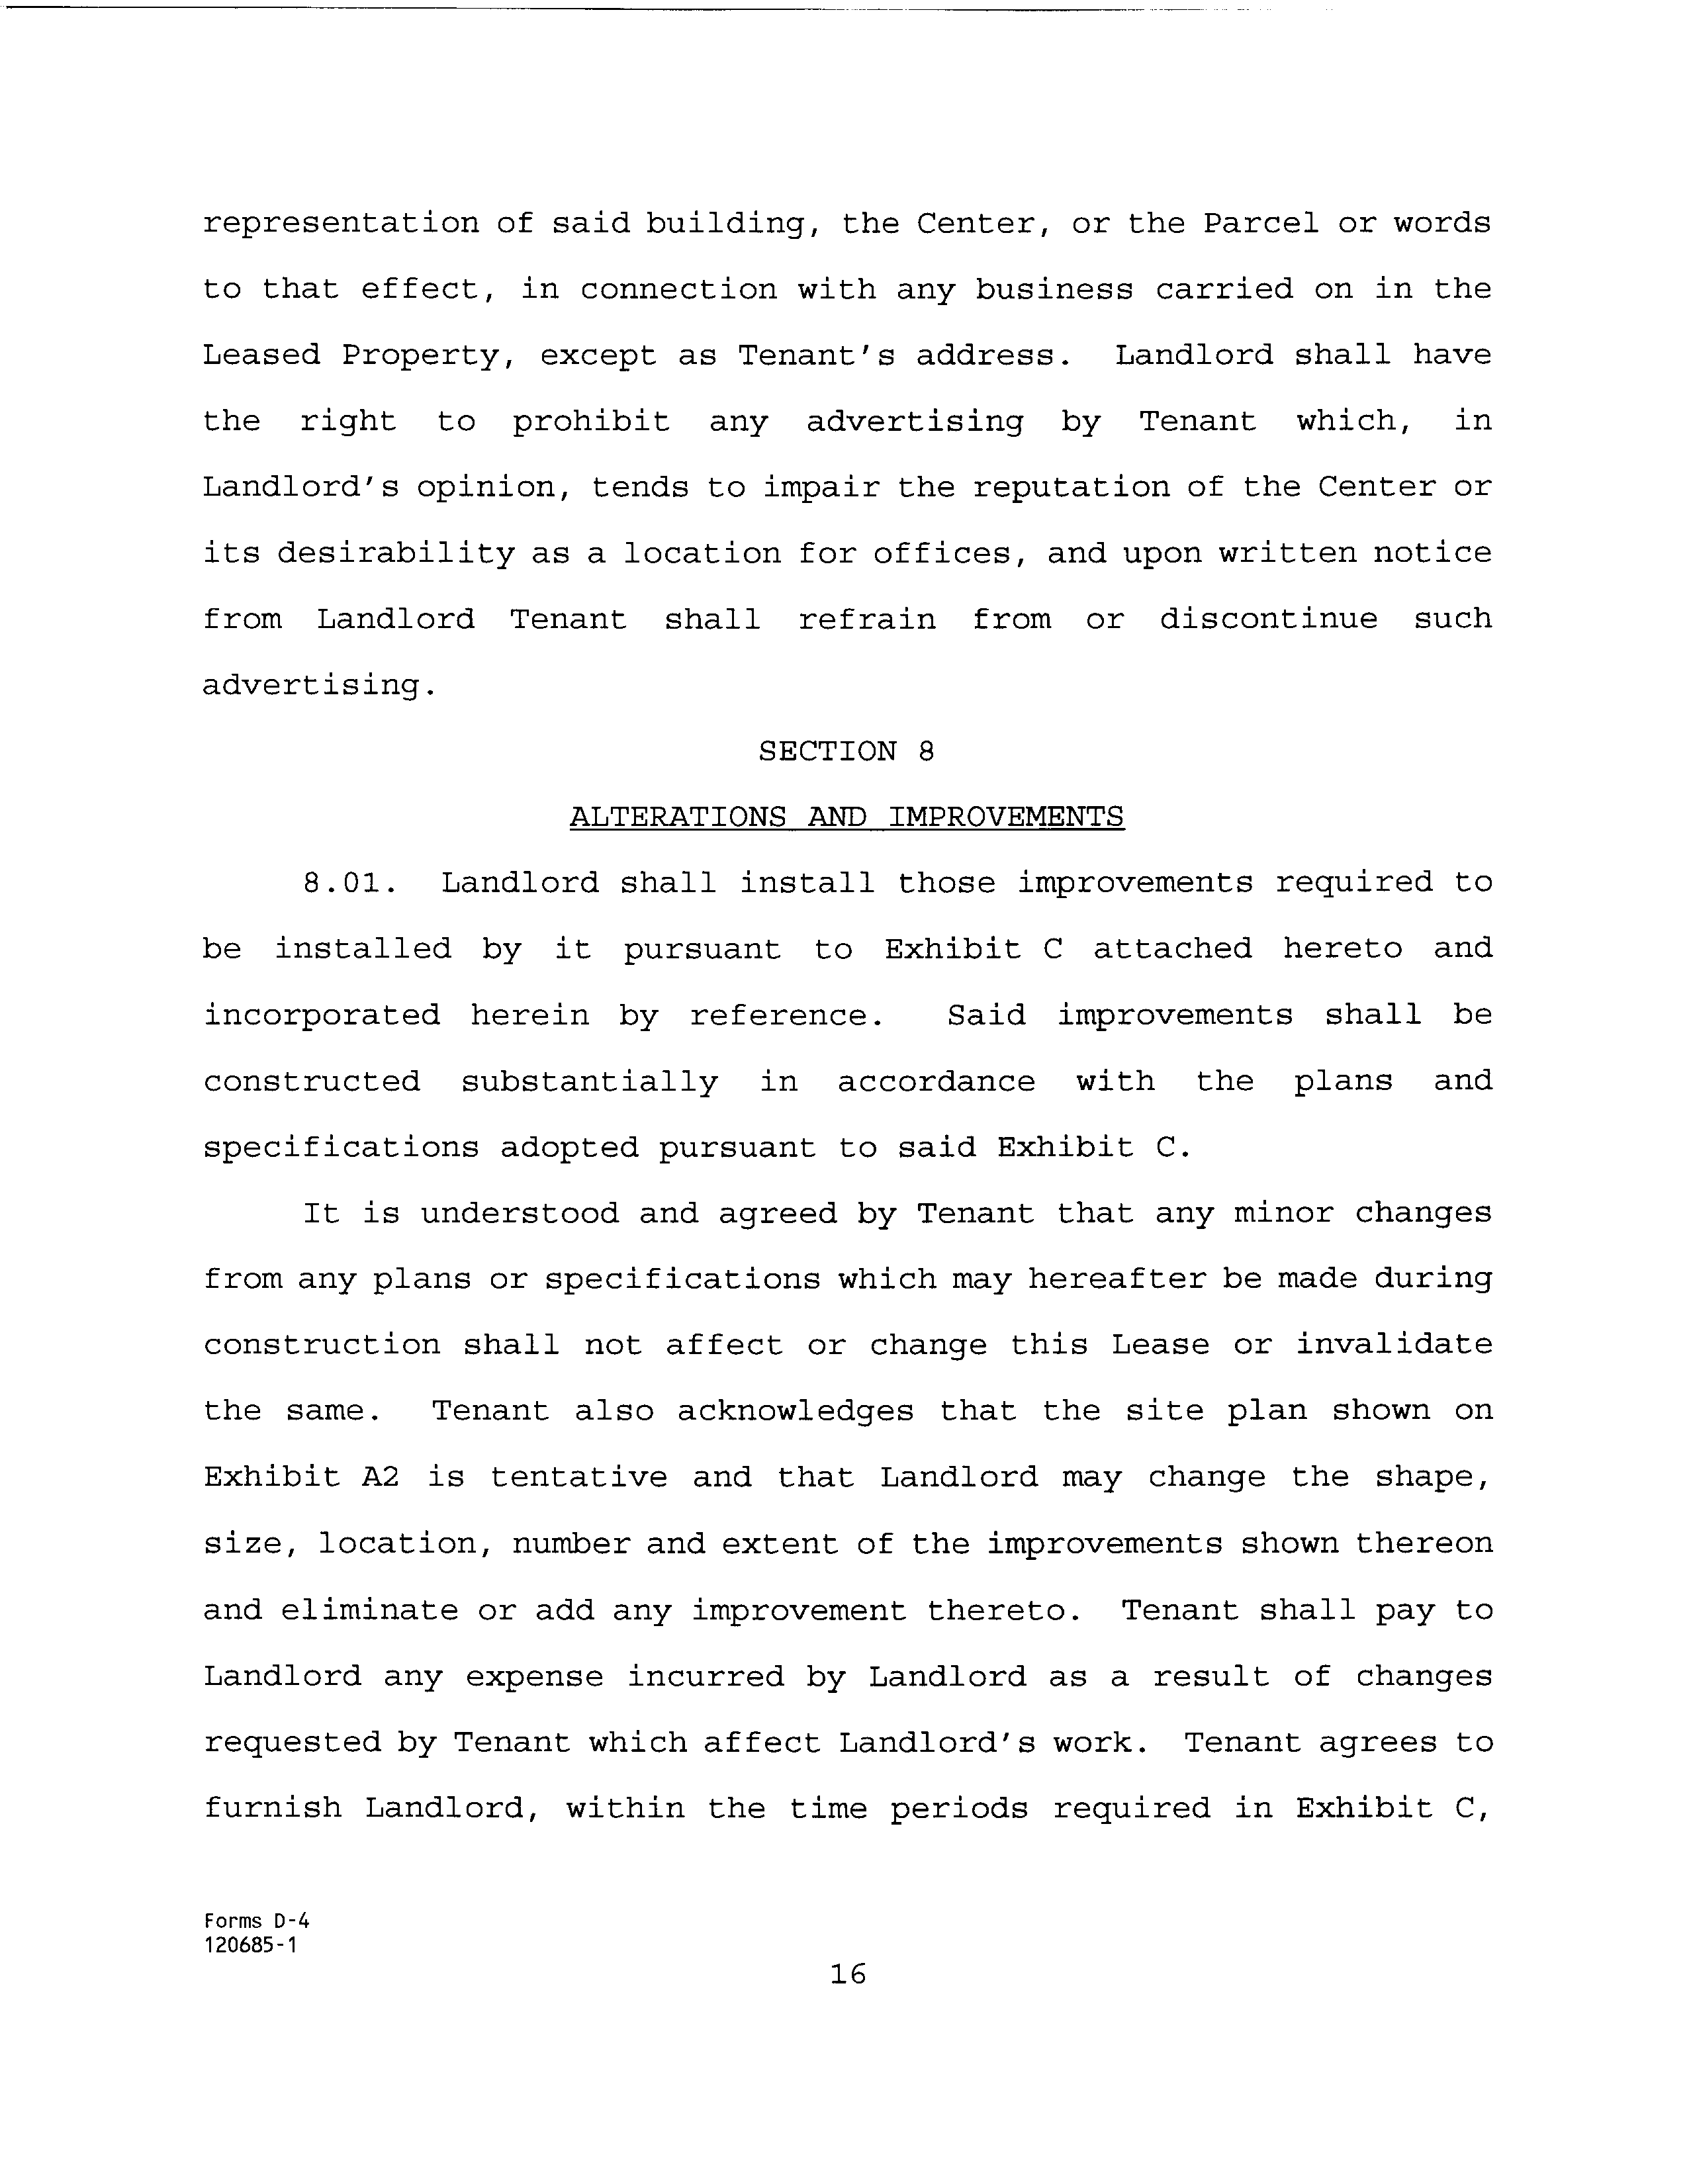 representation of said building, the Center, or the Parcel or words
to that effect, in connection with any business carried on in the
Leased Property, except as Tenant's address. Landlord shall have
the right to prohibit any advertising by Tenant which, in
Landlord's opinion, tends to impair the reputation of the Center or
its desirability as a location for offices, and upon written notice
from Landlord Tenant shall refrain from or discontinue such
advertising.
SECTION 8
ALTERATIONS AND IMPROVEMENTS
8.01. Landlord shall install those improvements required to
be installed by it pursuant to Exhibit C attached hereto and
incorporated herein by reference. Said improvements shall be
constructed substantially in accordance with the plans and
specifications adopted pursuant to said Exhibit C.
It is understood and agreed by Tenant that any minor changes
from any plans or specifications which may hereafter be made during
construction shall not affect or change this Lease or invalidate
the same. Tenant also acknowledges that the site plan shown on
Exhibit A2 is tentative and that Landlord may change the shape,
size, location, number and extent of the improvements shown thereon
and eliminate or add any improvement thereto. Tenant shall pay to
Landlord any expense incurred by Landlord as a result of changes
requested by Tenant which affect Landlord's work. Tenant agrees to
furnish Landlord, within the time periods required in Exhibit C,
Forms D-4
120685-1
16